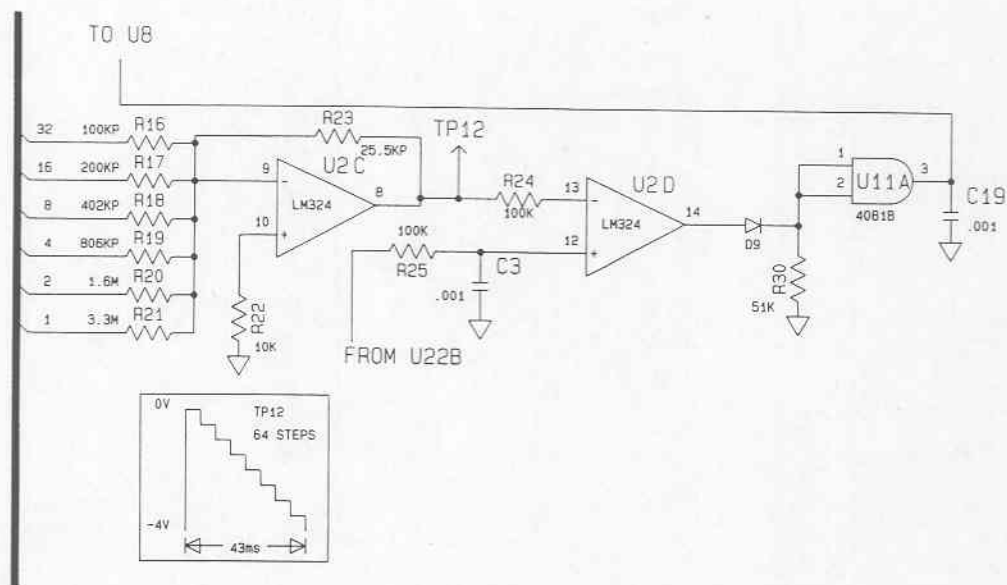 TO U8
32 100KP R16
16 200KP R17
8 402KP R18
4 806KP R19
2 1.6M R20
1 3.3M R21
R23
25.5KP
9
-
10
+
U2C
LM324
8
R22
10K
TP12
R24
100K
100K
R25
C3
.001
FROM U22B
13
-
12
+
U2D
LM324
14
D9
R30
51K
1
2
U11A
4081B
3
C19
.001
0V
TP12
64 STEPS
-4V
43ms